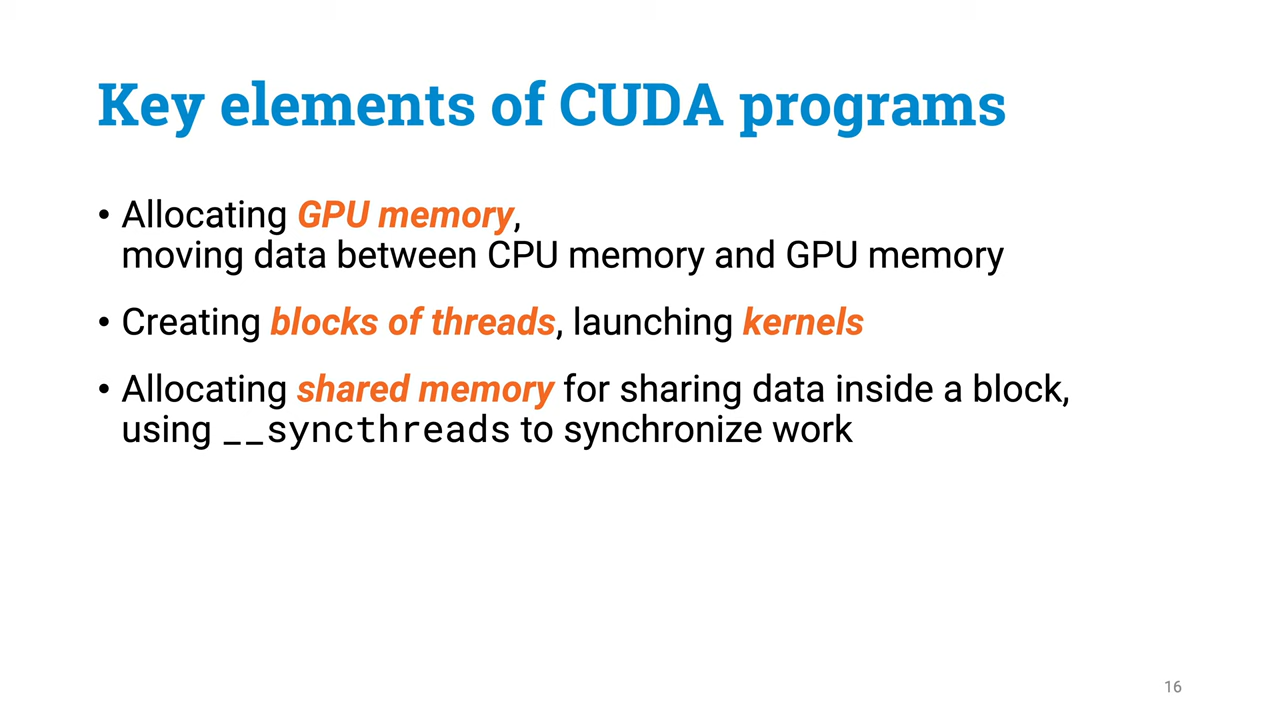 Key elements of CUDA programs
• Allocating GPU memory,
moving data between CPU memory and GPU memory
• Creating blocks of threads, launching kernels
• Allocating shared memory for sharing data inside a block,
using __syncthreads to synchronize work
16